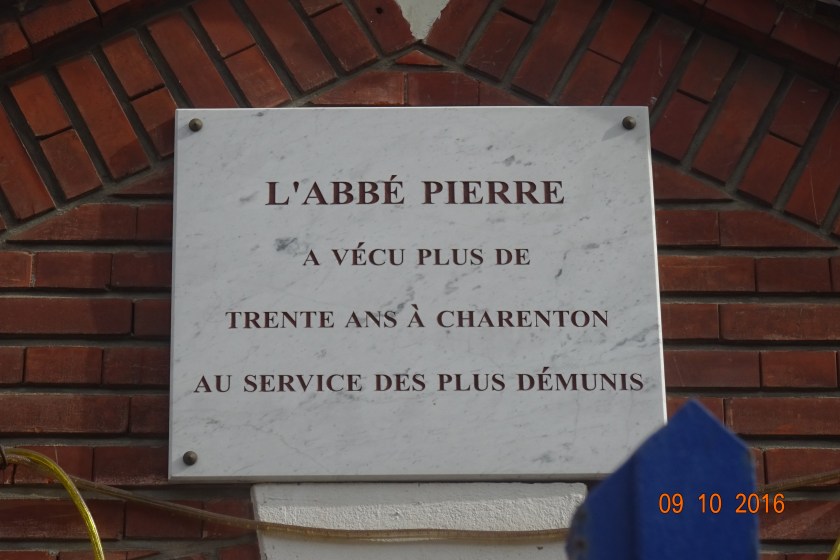 L'ABBÉ PIERRE
A VÉCU PLUS DE
TRENTE ANS À CHARENTON
AU SERVICE DES PLUS DÉMUNIS
09 10 2016